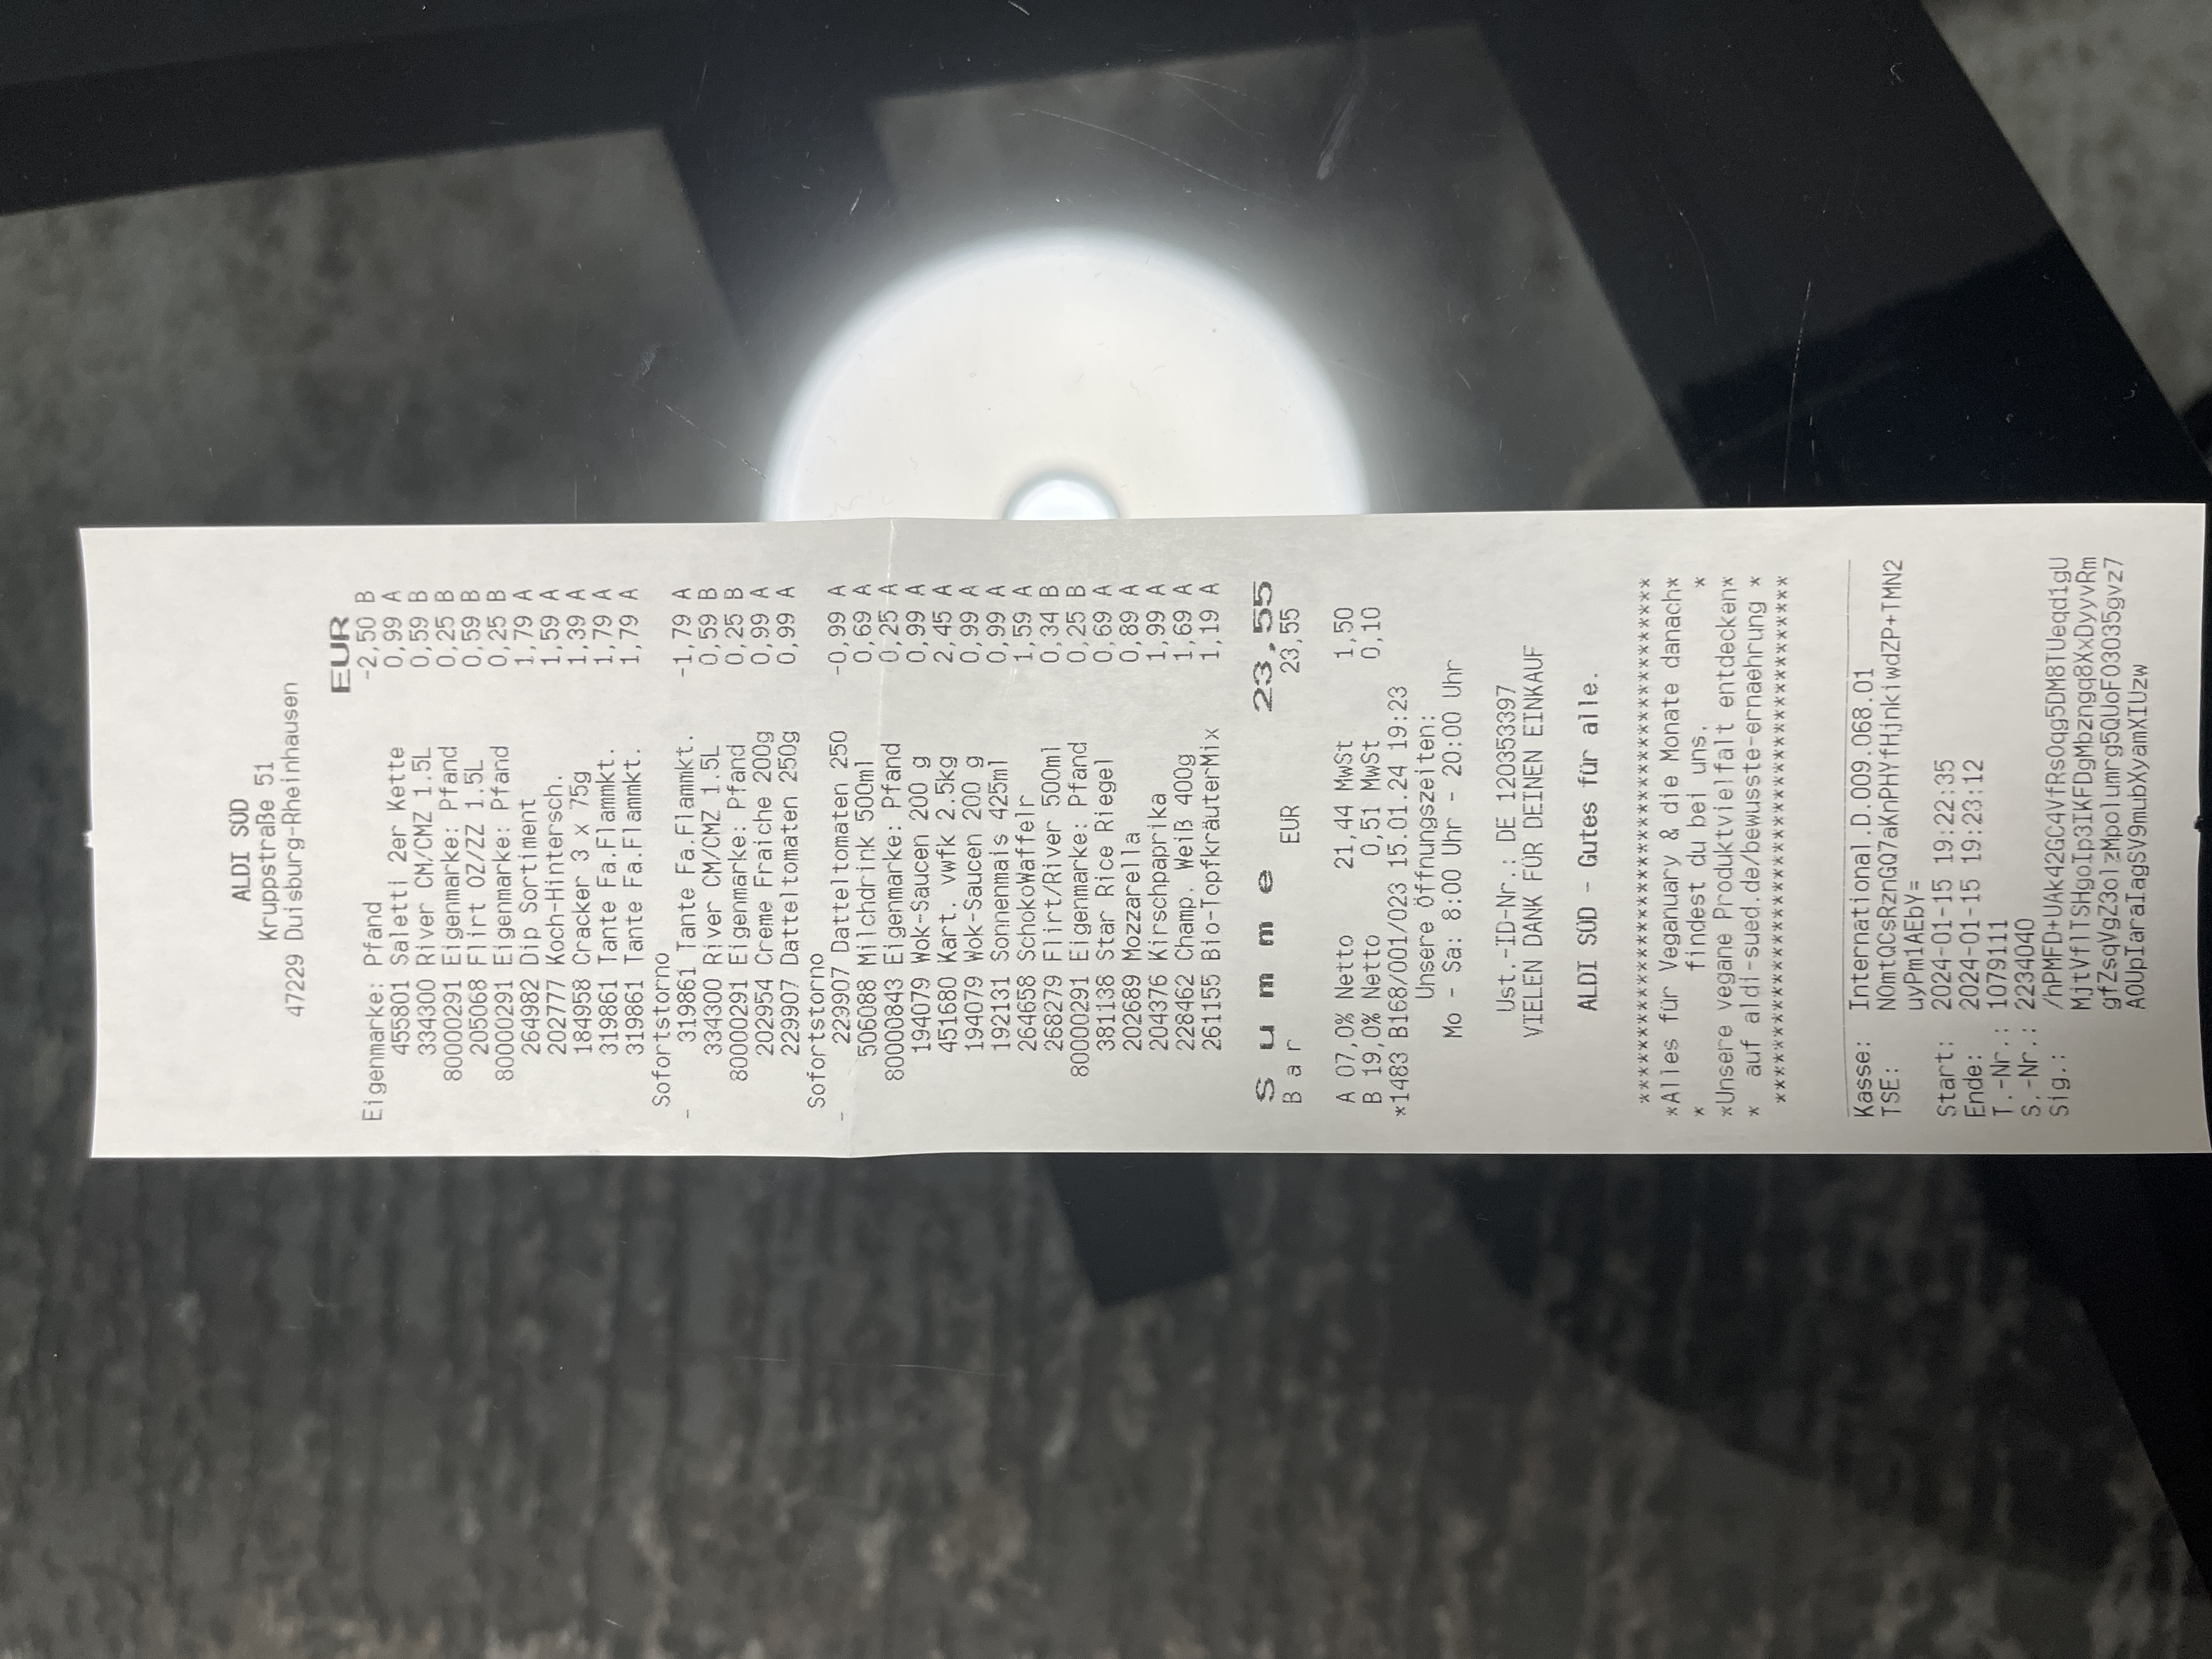 ALDI SÜD
Kruppstraße 51
47229 Duisburg-Rheinhausen
EUR
Eigenmarke: Pfand -2,50 B
455801 Saletti 2er Kette 0,99 A
334300 River CM/CMZ 1.5L 0,59 B
80000291 Eigenmarke: Pfand 0,25 B
205068 Flirt OZ/ZZ 1.5L 0,59 B
80000291 Eigenmarke: Pfand 0,25 B
264982 Dip Sortiment 1,79 A
202777 Koch-Hintersch. 1,59 A
184958 Cracker 3 x 75g 1,39 A
319861 Tante Fa.Flammkt. 1,79 A
319861 Tante Fa.Flammkt. 1,79 A
Sofortstorno
- 319861 Tante Fa.Flammkt. -1,79 A
334300 River CM/CMZ 1.5L 0,59 B
80000291 Eigenmarke: Pfand 0,25 B
202954 Creme Fraiche 200g 0,99 A
229907 Datteltomaten 250g 0,99 A
Sofortstorno
- 229907 Datteltomaten 250 -0,99 A
506088 Milchdrink 500ml 0,69 A
80000843 Eigenmarke: Pfand 0,25 A
194079 Wok-Saucen 200 g 0,99 A
451680 Kart. vwfk 2.5kg 2,45 A
194079 Wok-Saucen 200 g 0,99 A
192131 Sonnenmais 425ml 0,99 A
264658 SchokoWaffelr 1,59 A
268279 Flirt/River 500ml 0,34 B
80000291 Eigenmarke: Pfand 0,25 B
381138 Star Rice Riegel 0,69 A
202689 Mozzarella 0,89 A
204376 Kirschpaprika 1,99 A
228462 Champ. Weiß 400g 1,69 A
261155 Bio-TopfkräuterMix 1,19 A
Summe 23,55
Bar EUR 23,55
A 07,0% Netto 21,44 MwSt 1,50
B 19,0% Netto 0,51 MwSt 0,10
*1483 B168/001/023 15.01.24 19:23
Unsere Öffnungszeiten:
Mo - Sa: 8:00 Uhr - 20:00 Uhr
Ust.-ID-Nr.: DE 120353397
VIELEN DANK FÜR DEINEN EINKAUF
ALDI SÜD - Gutes für alle.
****************************************
*Alles für Veganuary & die Monate danach*
* findest du bei uns. *
*Unsere vegane Produktvielfalt entdecken*
* auf aldi-sued.de/bewusste-ernaehrung *
****************************************
Kasse: International.D.009.068.01
TSE: NOmtQCsRznGQ7aKnPHYfHjnkiwdZP+TMN2
uyPm1AEbY=
Start: 2024-01-15 19:22:35
Ende: 2024-01-15 19:23:12
T.-Nr.: 1079111
S.-Nr.: 2234040
Sig.: /hPMFD+UAk42GC4VfRsOqg5DM8TUeqd1gU
MjtVflTSHgoIp3IKFDgMbzngq8XxDyyvRm
gfZsqVgZ3olzMpolumrg5QUoFO3O35gvz7
AOUpIaraIagSV9mubXyamXIUzw